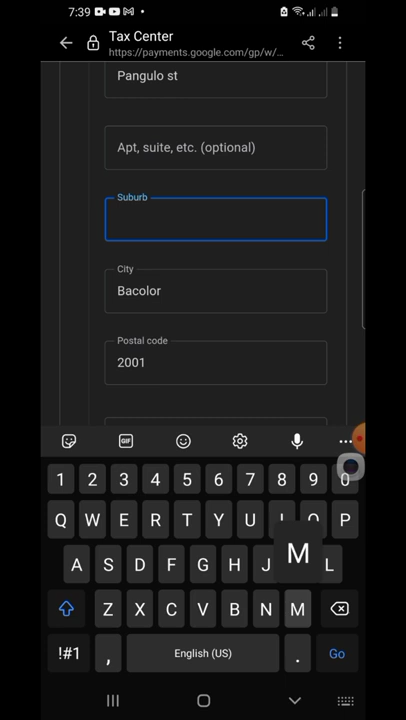 7:39
Tax Center
https://payments.google.com/gp/w/...
Pangulo st
Apt, suite, etc. (optional)
Suburb
City
Bacolor
Postal code
2001
GIF
1 2 3 4 5 6 7 8 9 0
Q W E R T Y U I O P
A S D F G H J L
M
Z X C V B N M
!#1 , English (US) . Go